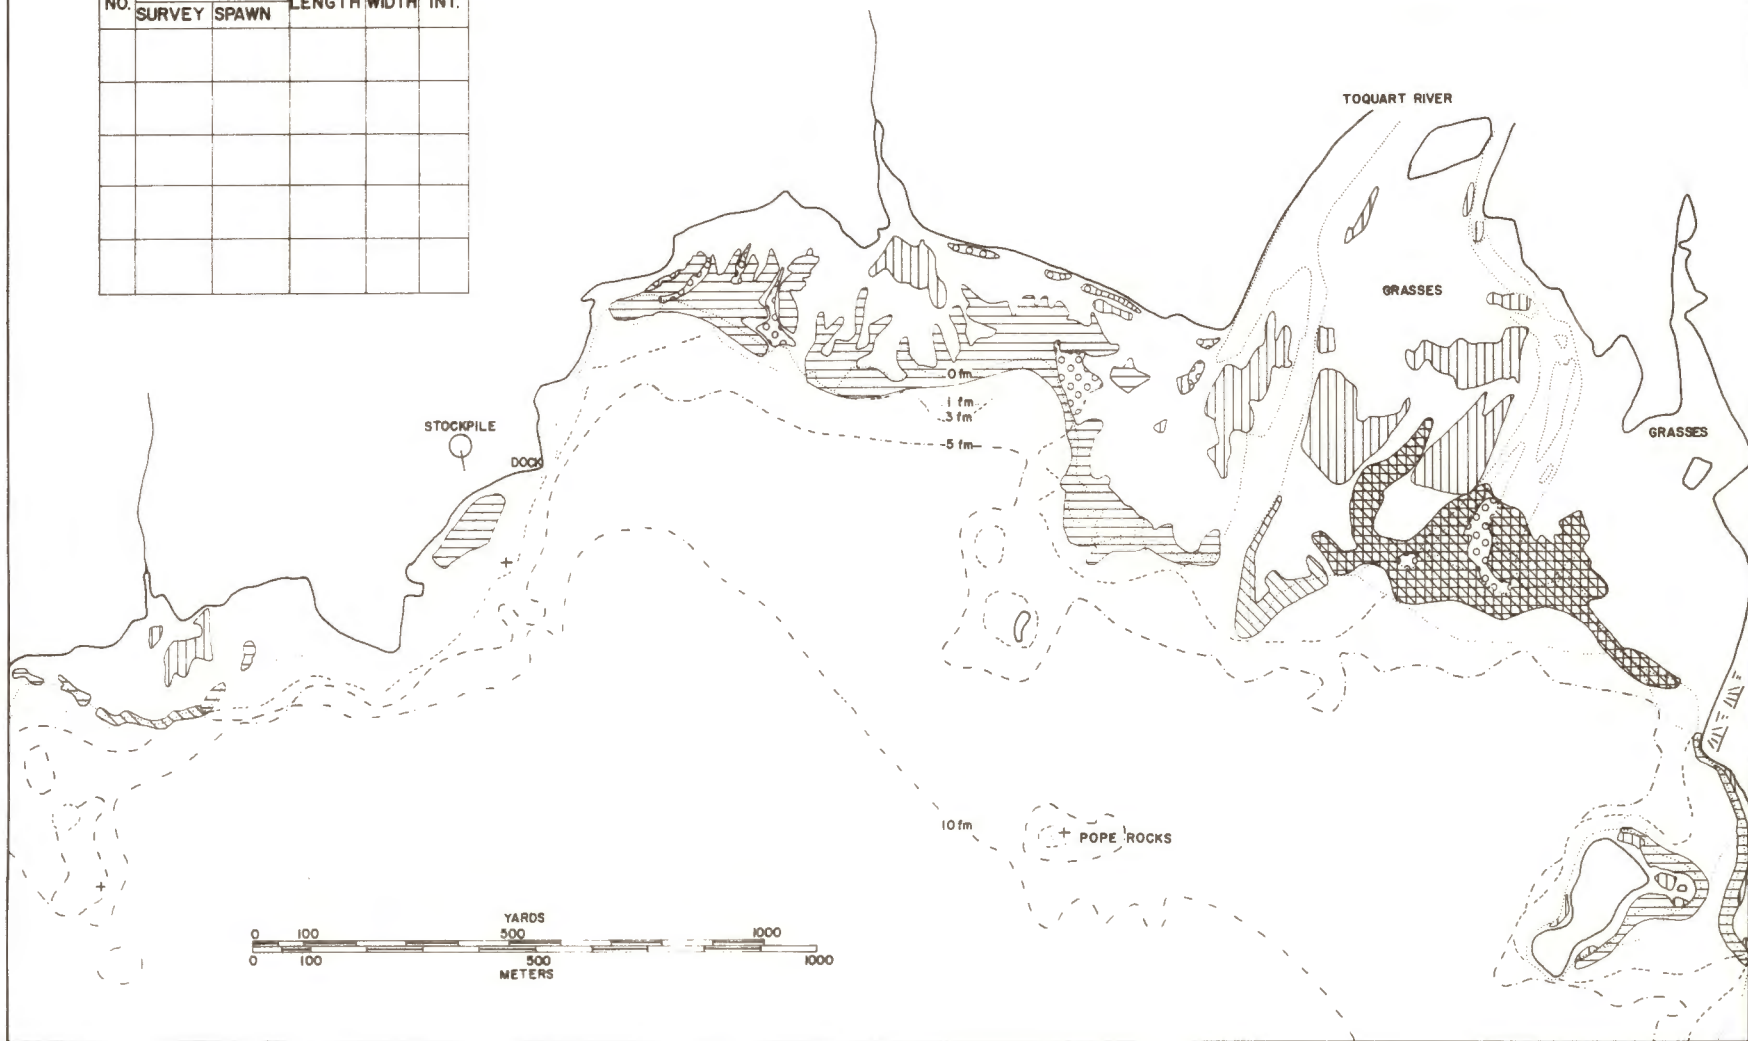 NO. SURVEY SPAWN LENGTH WIDTH INT.
TOQUART RIVER
GRASSES
0 fm
1 fm
3 fm
5 fm
STOCKPILE
DOCK
GRASSES
10 fm
POPE ROCKS
YARDS
0 100 500 1000
0 100 500 1000
METERS